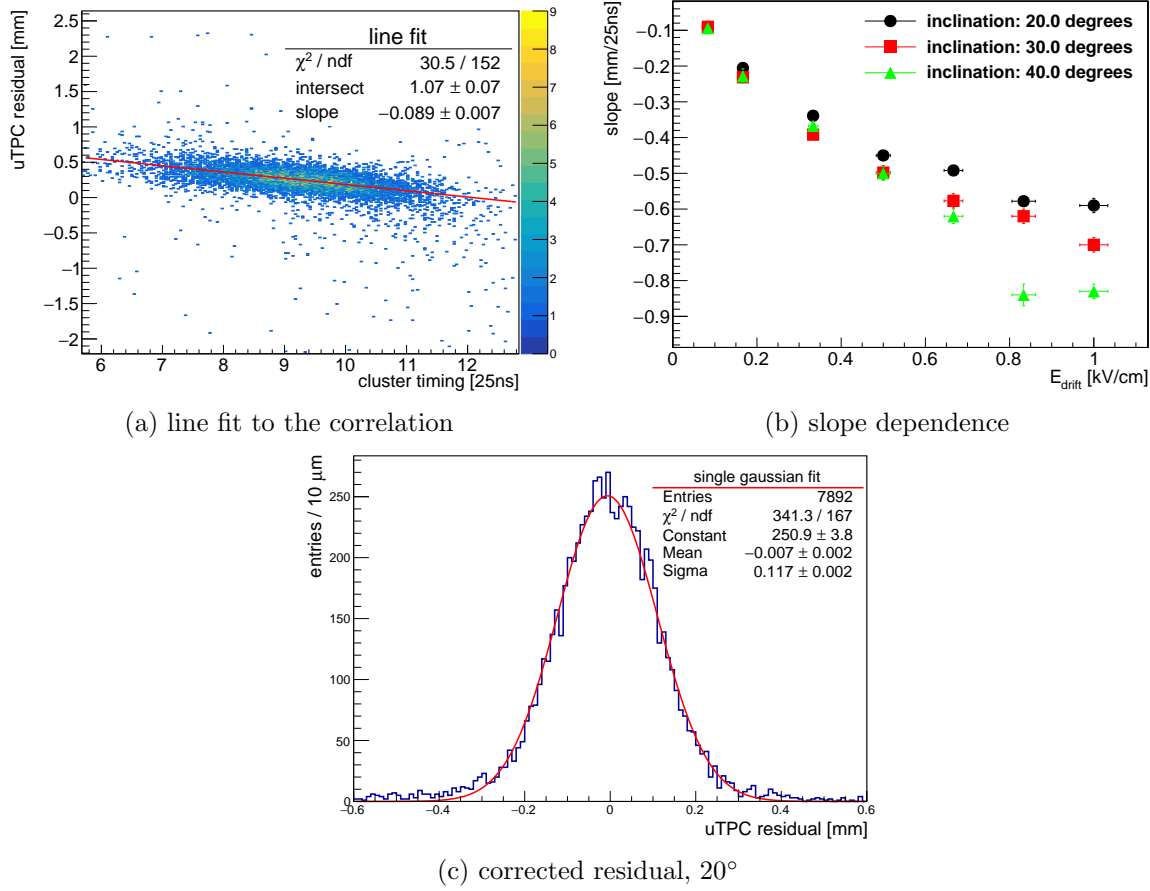 uTPC residual [mm]
2.5
2
1.5
1
0.5
0
−0.5
−1
−1.5
−2
line fit
χ² / ndf 30.5 / 152
intersect 1.07 ± 0.07
slope −0.089 ± 0.007
9
8
7
6
5
4
3
2
1
0
6 7 8 9 10 11 12
cluster timing [25ns]
(a) line fit to the correlation
slope [mm/25ns]
−0.1
−0.2
−0.3
−0.4
−0.5
−0.6
−0.7
−0.8
−0.9
inclination: 20.0 degrees
inclination: 30.0 degrees
inclination: 40.0 degrees
0 0.2 0.4 0.6 0.8 1
E_drift [kV/cm]
(b) slope dependence
entries / 10 μm
250
200
150
100
50
0
single gaussian fit
Entries 7892
χ² / ndf 341.3 / 167
Constant 250.9 ± 3.8
Mean −0.007 ± 0.002
Sigma 0.117 ± 0.002
−0.6 −0.4 −0.2 0 0.2 0.4 0.6
uTPC residual [mm]
(c) corrected residual, 20°